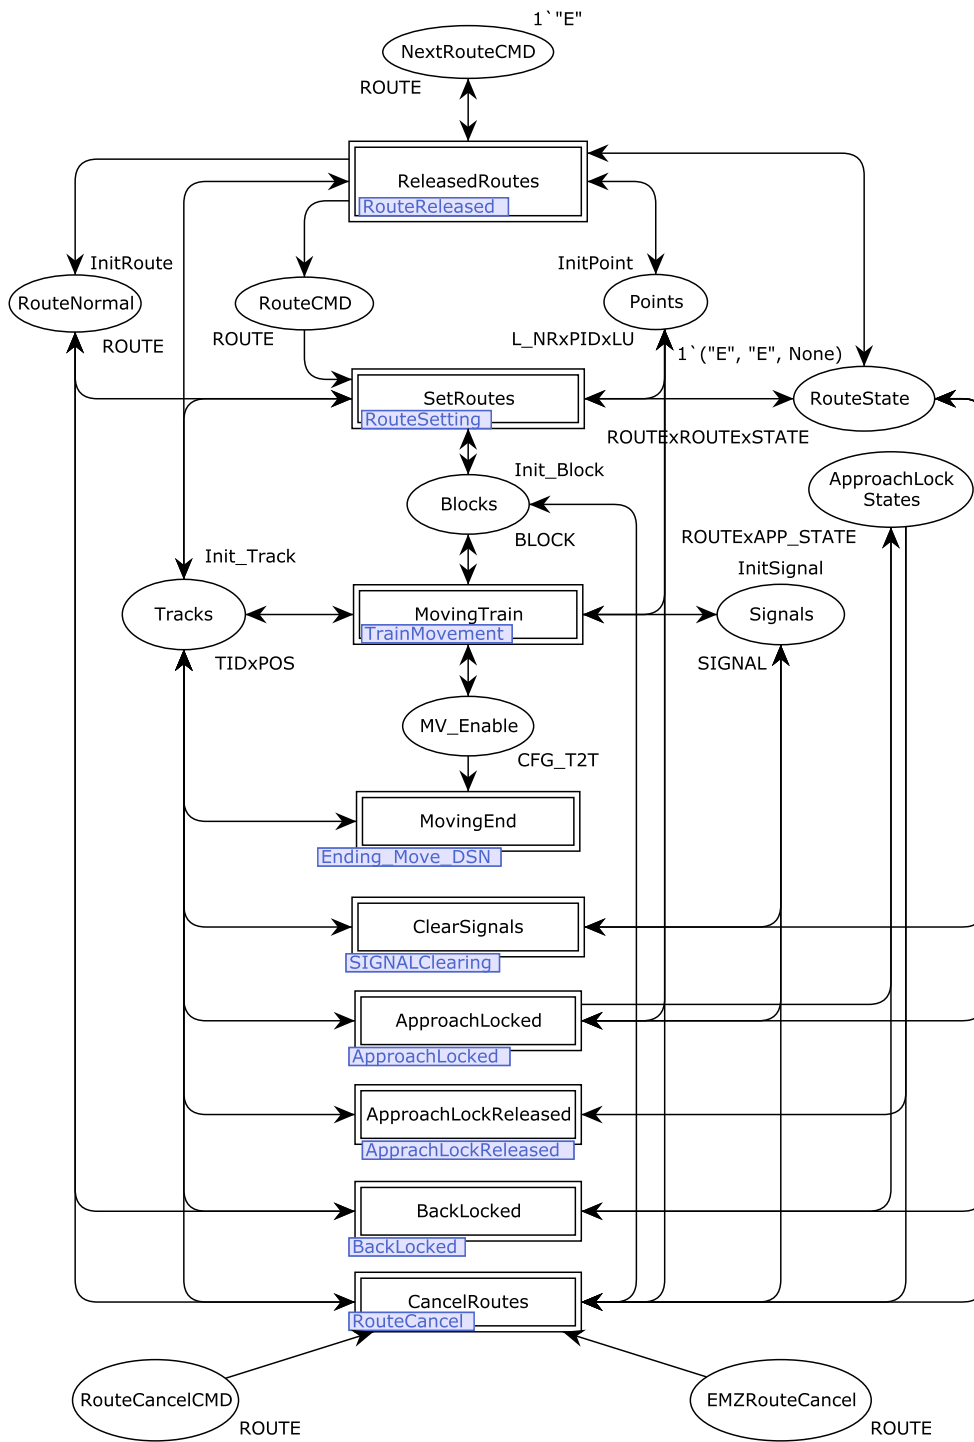 1`"E"
NextRouteCMD
ROUTE
ReleasedRoutes
RouteReleased
InitRoute
InitPoint
RouteNormal
RouteCMD
Points
ROUTE
ROUTE
L_NRxPIDxLU
1`("E", "E", None)
SetRoutes
RouteSetting
RouteState
ROUTExROUTExSTATE
Init_Block
ApproachLock
States
Blocks
BLOCK
ROUTExAPP_STATE
Init_Track
InitSignal
Tracks
MovingTrain
TrainMovement
Signals
TIDxPOS
SIGNAL
MV_Enable
CFG_T2T
MovingEnd
Ending_Move_DSN
ClearSignals
SIGNALClearing
ApproachLocked
ApproachLocked
ApproachLockReleased
ApprachLockReleased
BackLocked
BackLocked
CancelRoutes
RouteCancel
RouteCancelCMD
EMZRouteCancel
ROUTE
ROUTE